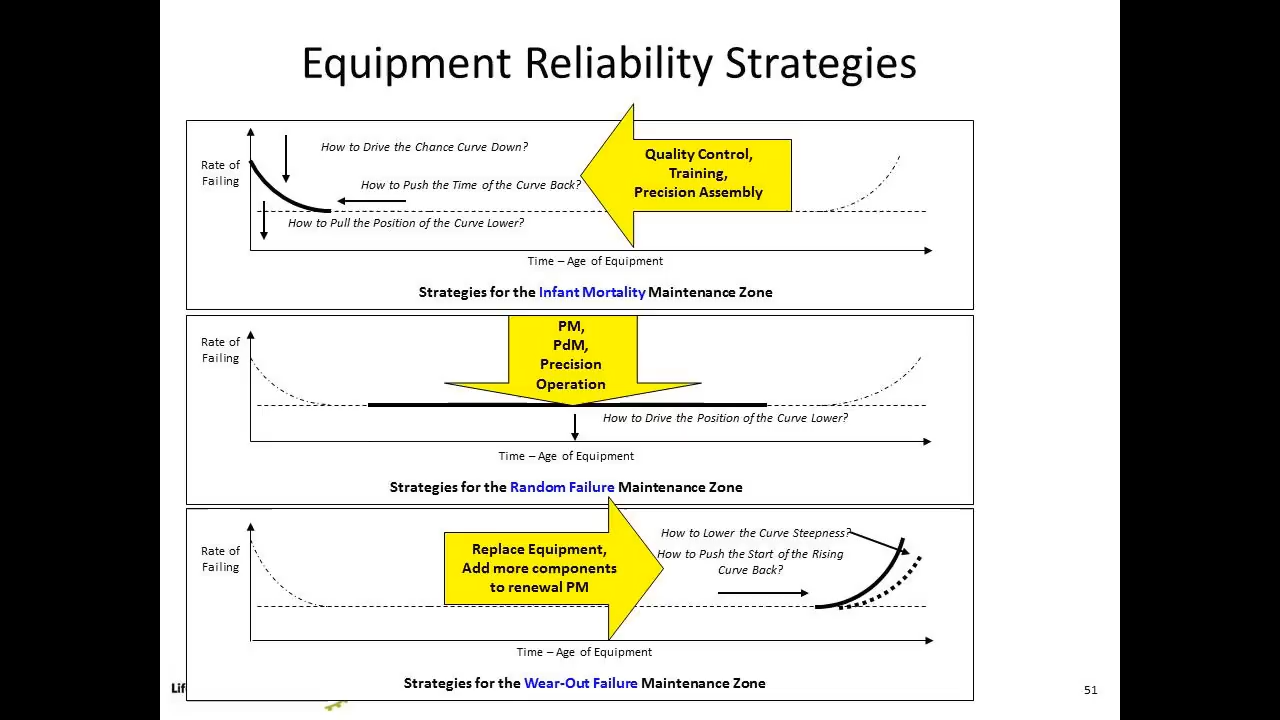 Equipment Reliability Strategies
Rate of
Failing
How to Drive the Chance Curve Down?
How to Push the Time of the Curve Back?
How to Pull the Position of the Curve Lower?
Quality Control,
Training,
Precision Assembly
Time – Age of Equipment
Strategies for the Infant Mortality Maintenance Zone
Rate of
Failing
PM,
PdM,
Precision
Operation
How to Drive the Position of the Curve Lower?
Time – Age of Equipment
Strategies for the Random Failure Maintenance Zone
Rate of
Failing
Replace Equipment,
Add more components
to renewal PM
How to Lower the Curve Steepness?
How to Push the Start of the Rising
Curve Back?
Time – Age of Equipment
Strategies for the Wear-Out Failure Maintenance Zone
51